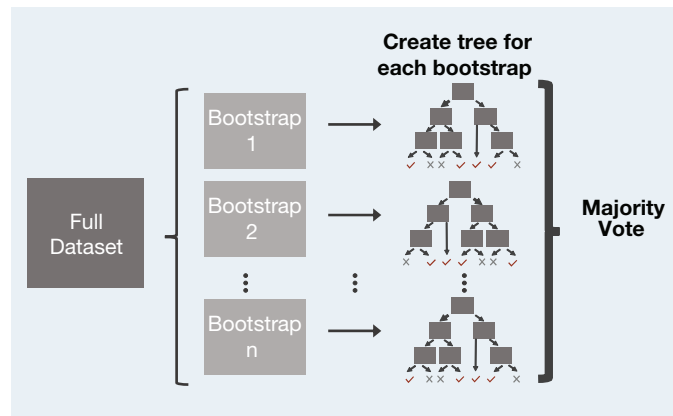 Create tree for
each bootstrap
Bootstrap
1
Full
Dataset
Bootstrap
2
Majority
Vote
Bootstrap
n